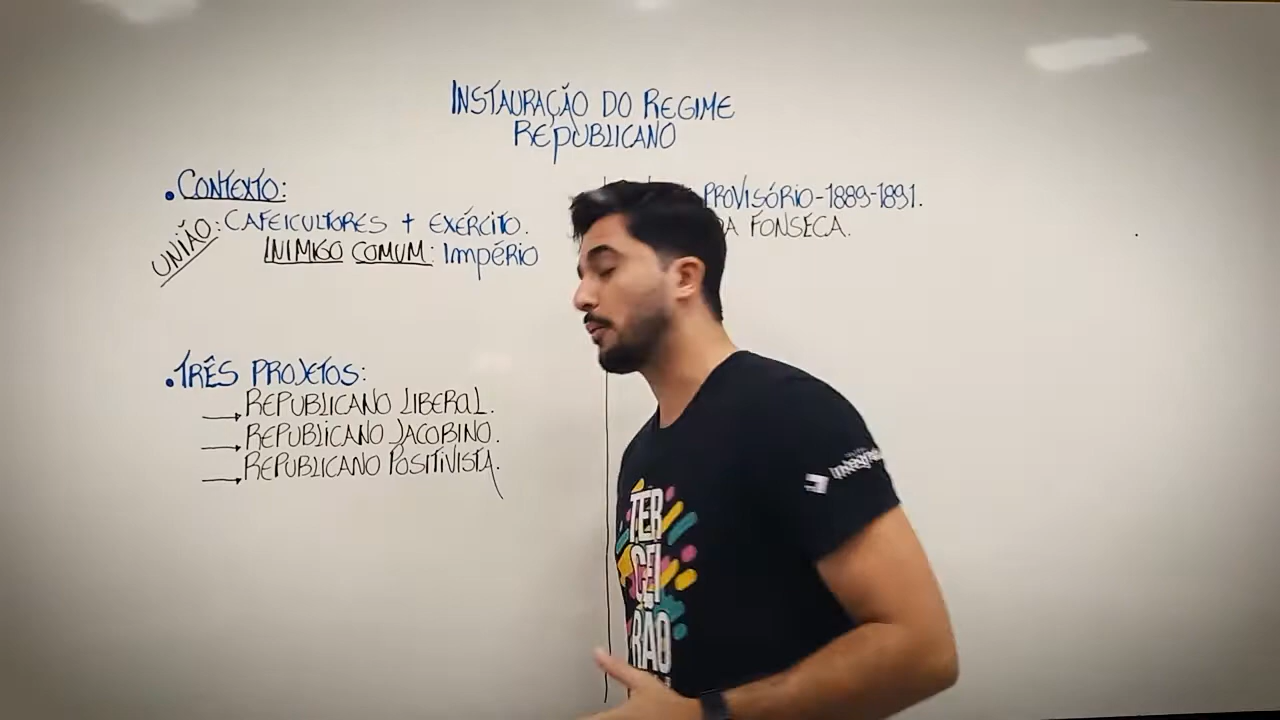 INSTAURAÇÃO DO REGIME
REPUBLICANO
.CONTEXTO:
UNIÃO: CAFEICULTORES + EXÉRCITO.
INIMIGO COMUM: IMPÉRIO
.TRÊS PROJETOS:
→REPUBLICANO LIBERAL.
→REPUBLICANO JACOBINO.
→REPUBLICANO POSITIVISTA.
PROVISÓRIO-1889-1891.
DA FONSECA.
TER
CEI
RÃO